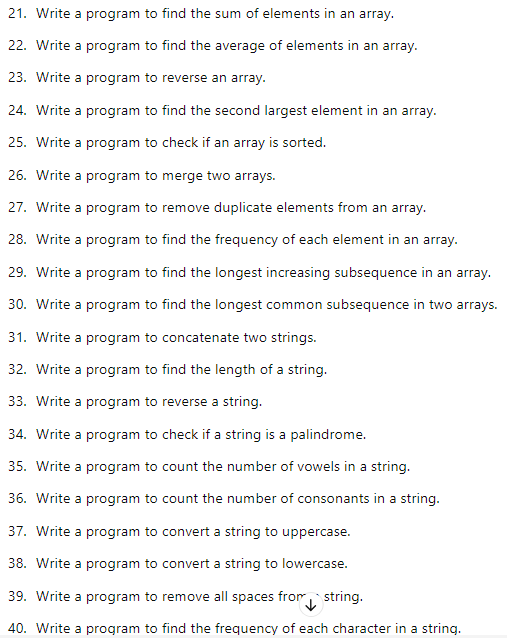 21. Write a program to find the sum of elements in an array.
22. Write a program to find the average of elements in an array.
23. Write a program to reverse an array.
24. Write a program to find the second largest element in an array.
25. Write a program to check if an array is sorted.
26. Write a program to merge two arrays.
27. Write a program to remove duplicate elements from an array.
28. Write a program to find the frequency of each element in an array.
29. Write a program to find the longest increasing subsequence in an array.
30. Write a program to find the longest common subsequence in two arrays.
31. Write a program to concatenate two strings.
32. Write a program to find the length of a string.
33. Write a program to reverse a string.
34. Write a program to check if a string is a palindrome.
35. Write a program to count the number of vowels in a string.
36. Write a program to count the number of consonants in a string.
37. Write a program to convert a string to uppercase.
38. Write a program to convert a string to lowercase.
39. Write a program to remove all spaces from string.
40. Write a program to find the frequency of each character in a string.